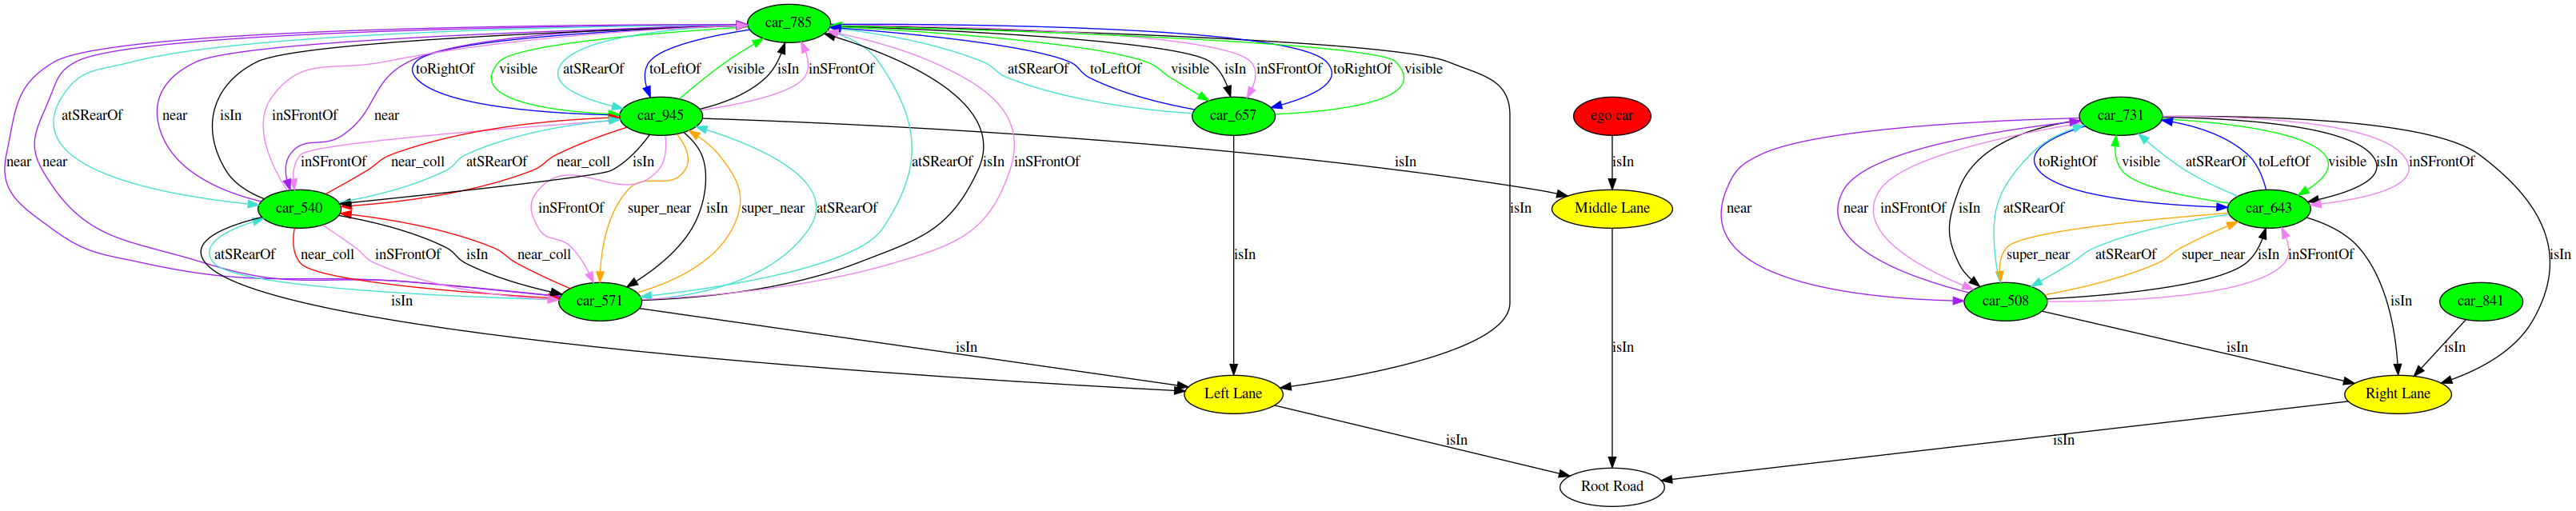 car_785
toRightOf visible atSRearOf toLeftOf visible isIn inSFrontOf atSRearOf toLeftOf visible isIn inSFrontOf toRightOf visible
atSRearOf near isIn inSFrontOf near car_945 car_657 ego car car_731
near near inSFrontOf near_coll atSRearOf near_coll isIn atSRearOf isIn inSFrontOf isIn isIn toRightOf visible atSRearOf toLeftOf visible isIn inSFrontOf
car_540 inSFrontOf super_near isIn super_near atSRearOf isIn Middle Lane near near inSFrontOf isIn atSRearOf car_643
atSRearOf near_coll inSFrontOf isIn near_coll isIn super_near atSRearOf super_near isIn inSFrontOf isIn
isIn car_571 car_508 isIn car_841
isIn isIn isIn isIn
Left Lane Right Lane
isIn isIn
Root Road